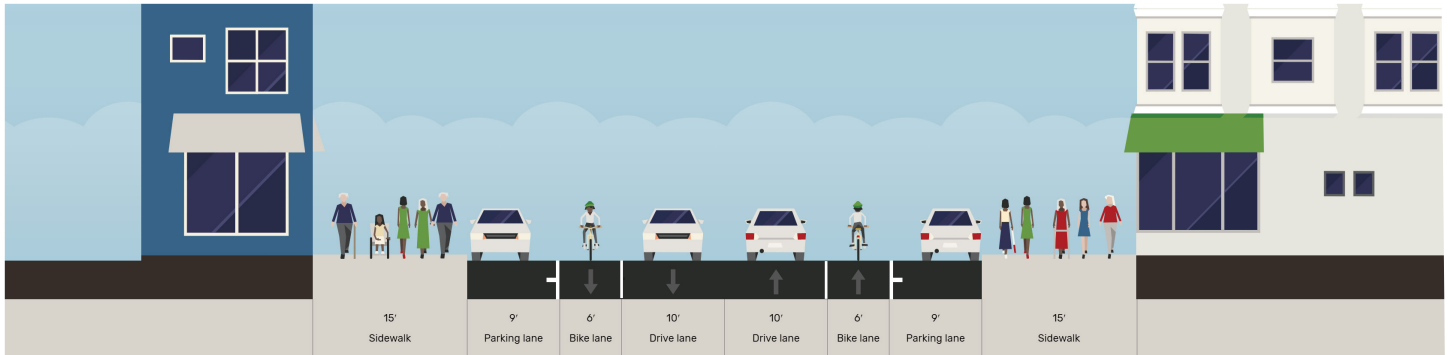 15′
Sidewalk
9′
Parking lane
6′
Bike lane
10′
Drive lane
10′
Drive lane
6′
Bike lane
9′
Parking lane
15′
Sidewalk